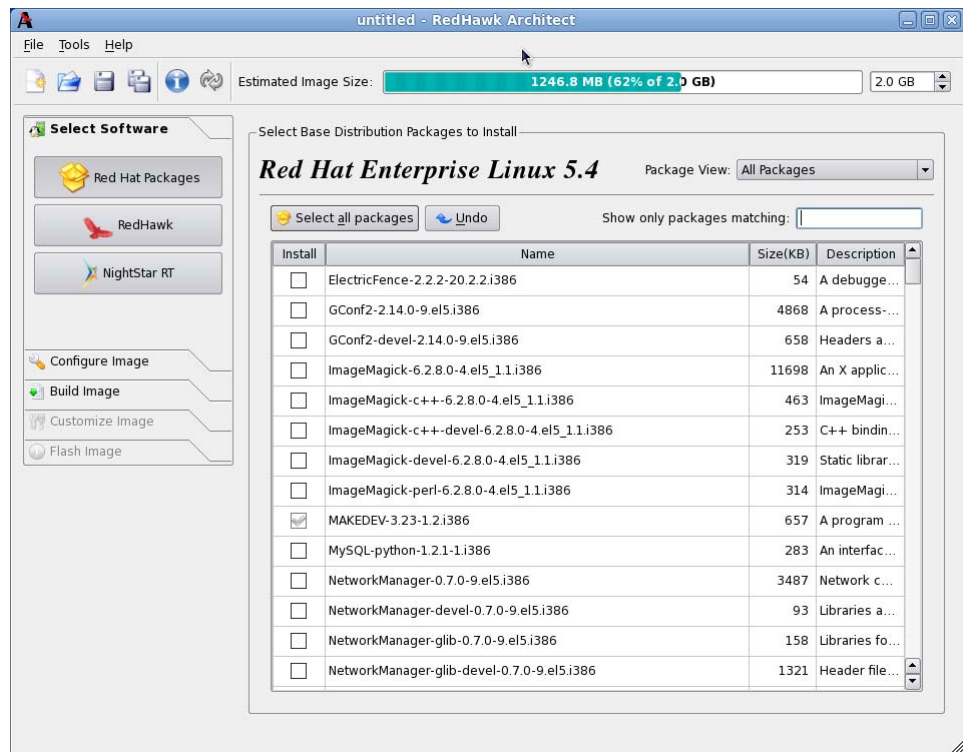 untitled - RedHawk Architect
File Tools Help
Estimated Image Size: 1246.8 MB (62% of 2.0 GB) 2.0 GB
Select Software
Red Hat Packages
RedHawk
NightStar RT
Configure Image
Build Image
Customize Image
Flash Image
Select Base Distribution Packages to Install
Red Hat Enterprise Linux 5.4 Package View: All Packages
Select all packages Undo Show only packages matching:
Install Name Size(KB) Description
ElectricFence-2.2.2-20.2.2.i386 54 A debugge...
GConf2-2.14.0-9.el5.i386 4868 A process-...
GConf2-devel-2.14.0-9.el5.i386 658 Headers a...
ImageMagick-6.2.8.0-4.el5_1.1.i386 11698 An X applic...
ImageMagick-c++-6.2.8.0-4.el5_1.1.i386 463 ImageMagi...
ImageMagick-c++-devel-6.2.8.0-4.el5_1.1.i386 253 C++ bindin...
ImageMagick-devel-6.2.8.0-4.el5_1.1.i386 319 Static librar...
ImageMagick-perl-6.2.8.0-4.el5_1.1.i386 314 ImageMagi...
MAKEDEV-3.23-1.2.i386 657 A program ...
MySQL-python-1.2.1-1.i386 283 An interfac...
NetworkManager-0.7.0-9.el5.i386 3487 Network c...
NetworkManager-devel-0.7.0-9.el5.i386 93 Libraries a...
NetworkManager-glib-0.7.0-9.el5.i386 158 Libraries fo...
NetworkManager-glib-devel-0.7.0-9.el5.i386 1321 Header file...